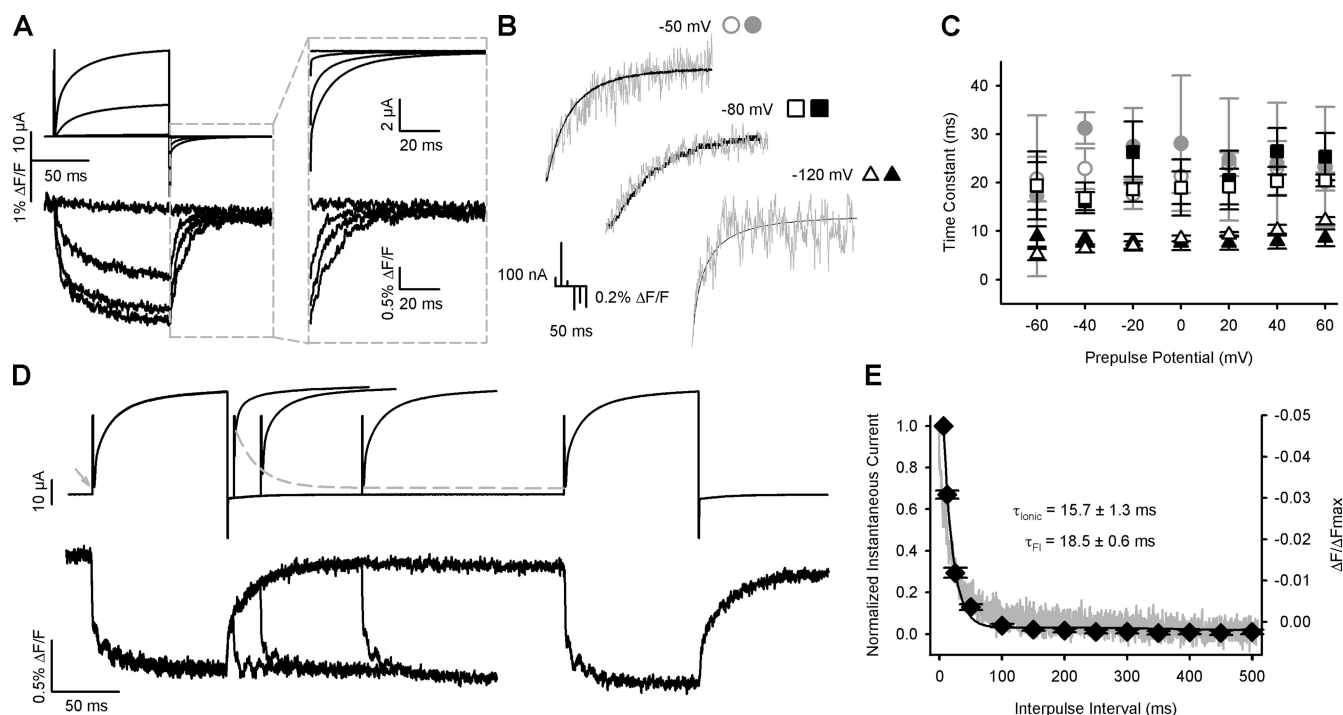 A
10 µA
1% ΔF/F
50 ms
2 µA
20 ms
0.5% ΔF/F
20 ms
B
-50 mV
-80 mV
-120 mV
100 nA
0.2% ΔF/F
50 ms
C
Time Constant (ms)
40
30
20
10
0
-60 -40 -20 0 20 40 60
Prepulse Potential (mV)
D
10 µA
0.5% ΔF/F
50 ms
E
Normalized Instantaneous Current
1.0
0.8
0.6
0.4
0.2
0.0
τIonic = 15.7 ± 1.3 ms
τFl = 18.5 ± 0.6 ms
-0.05
-0.04
-0.03
-0.02
-0.01
0.00
ΔF/ΔFmax
0 100 200 300 400 500
Interpulse Interval (ms)